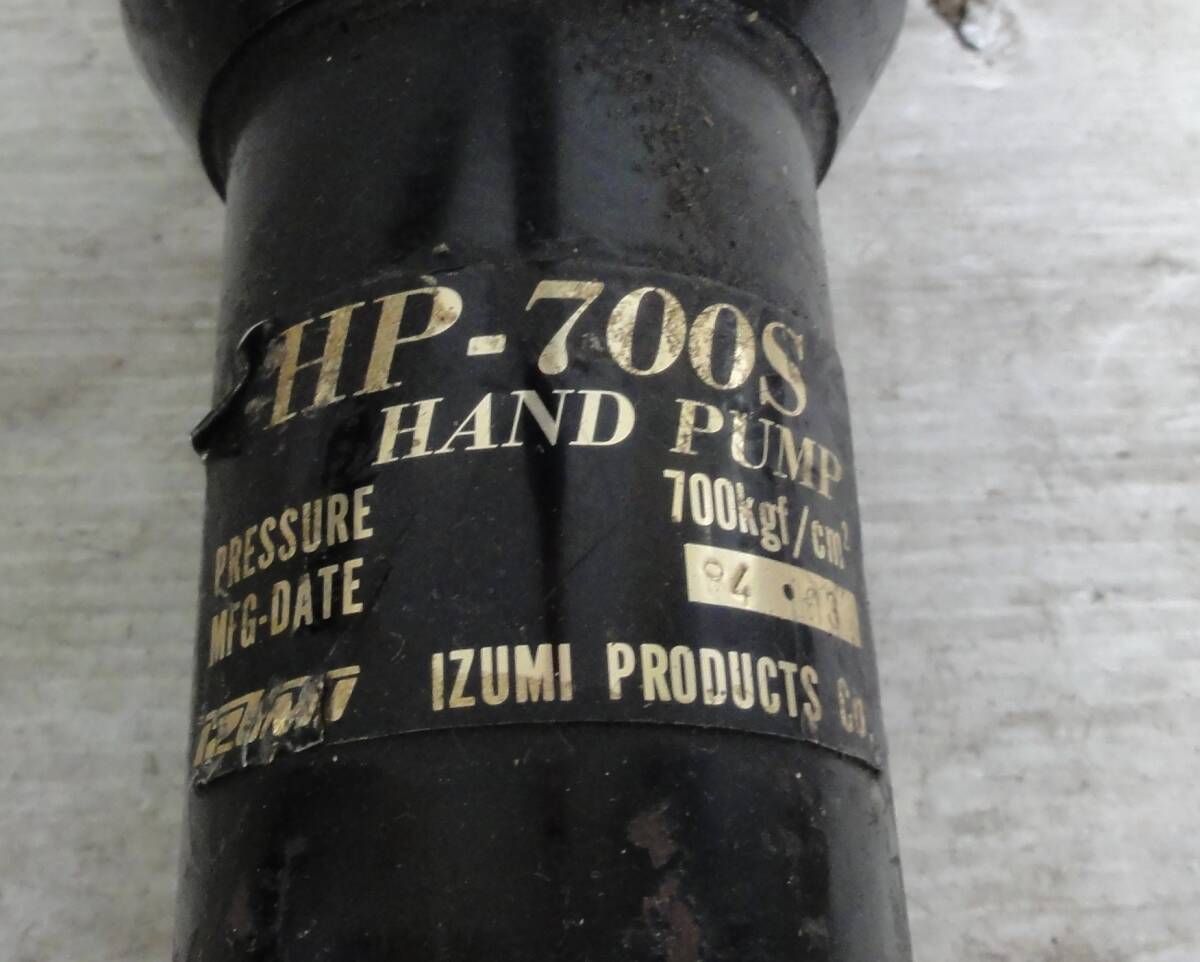 HP-700S
HAND PUMP
PRESSURE 700kgf/cm²
MFG-DATE
IZUMI PRODUCTS Co.